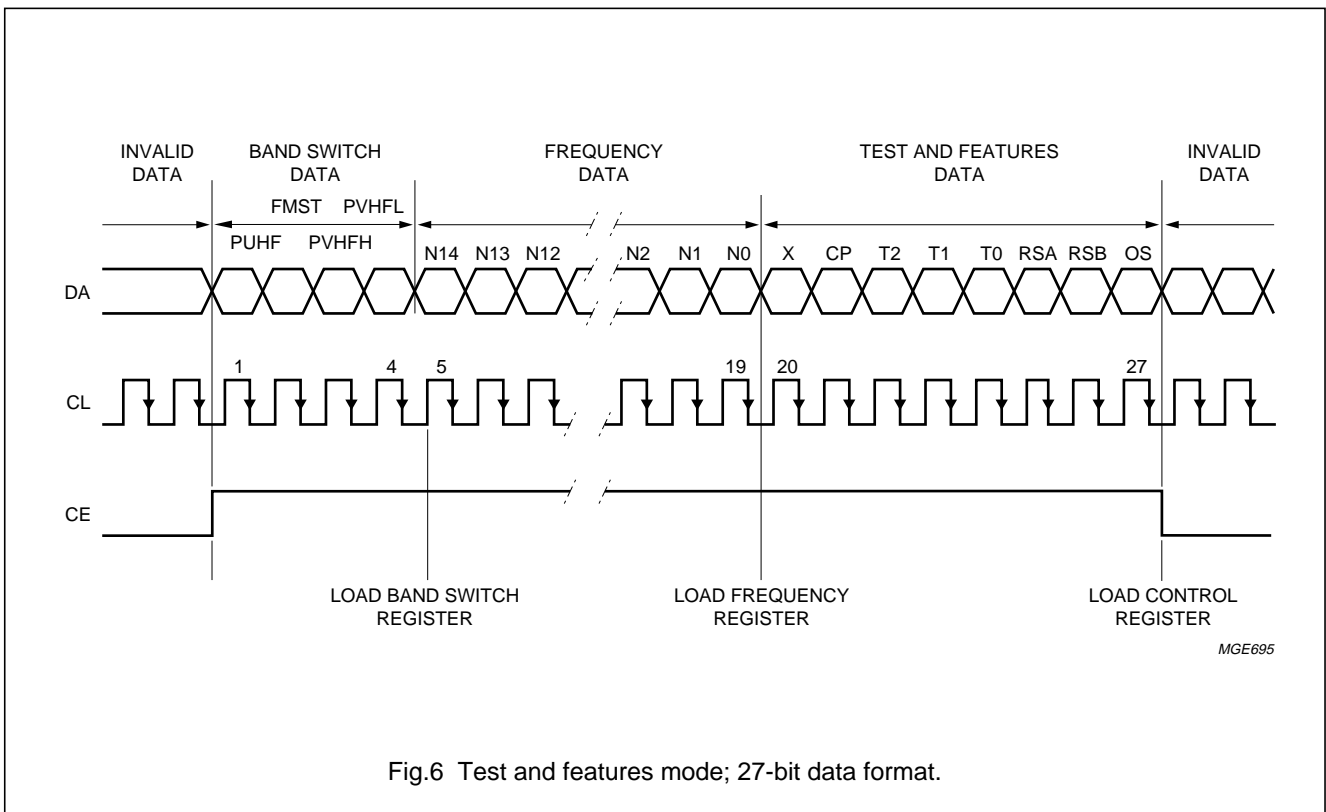 INVALID DATA
BAND SWITCH DATA
FREQUENCY DATA
TEST AND FEATURES DATA
INVALID DATA
FMST PVHFL
PUHF PVHFH
N14 N13 N12 N2 N1 N0 X CP T2 T1 T0 RSA RSB OS
DA
1 4 5 19 20 27
CL
CE
LOAD BAND SWITCH REGISTER
LOAD FREQUENCY REGISTER
LOAD CONTROL REGISTER
MGE695
Fig.6 Test and features mode; 27-bit data format.